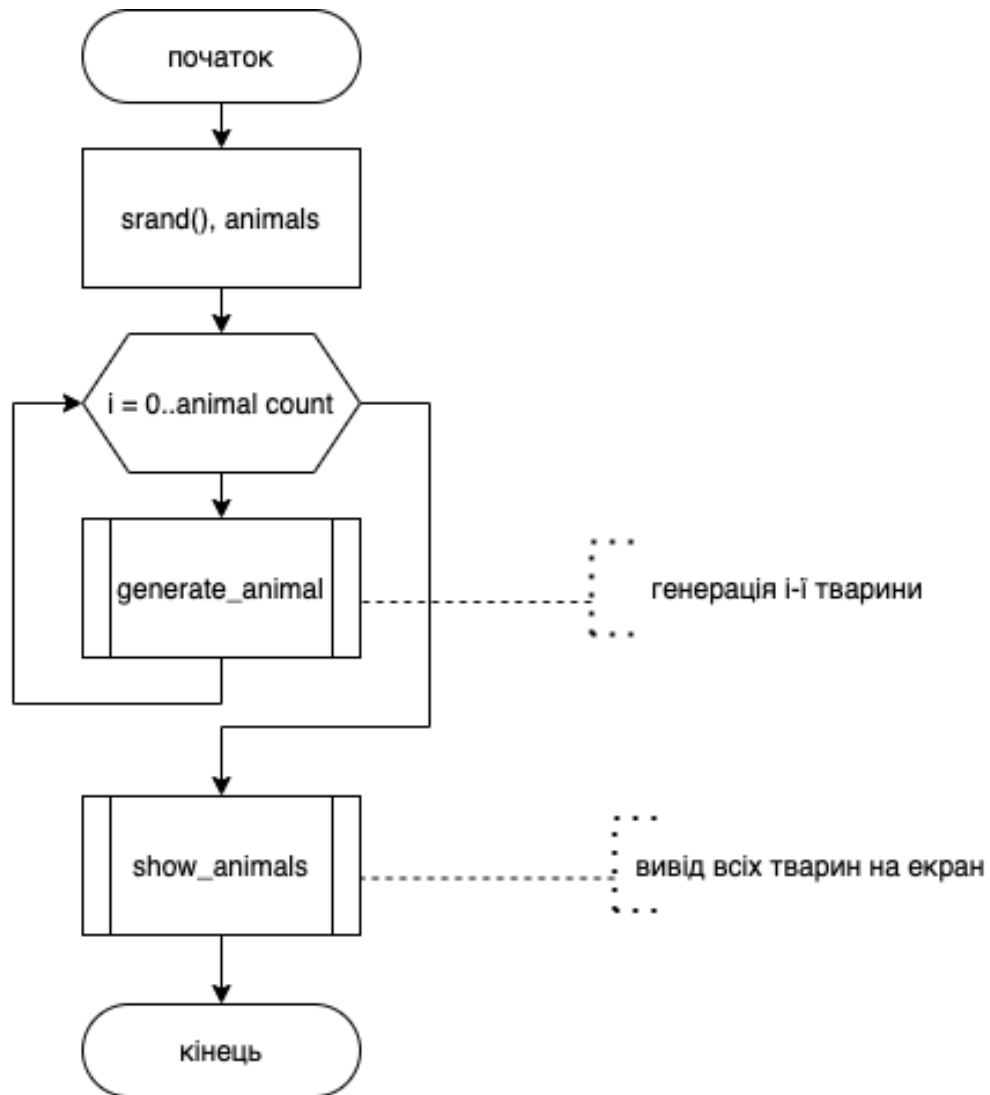 початок
srand(), animals
i = 0..animal count
generate_animal
генерація і-ї тварини
show_animals
вивід всіх тварин на екран
кінець